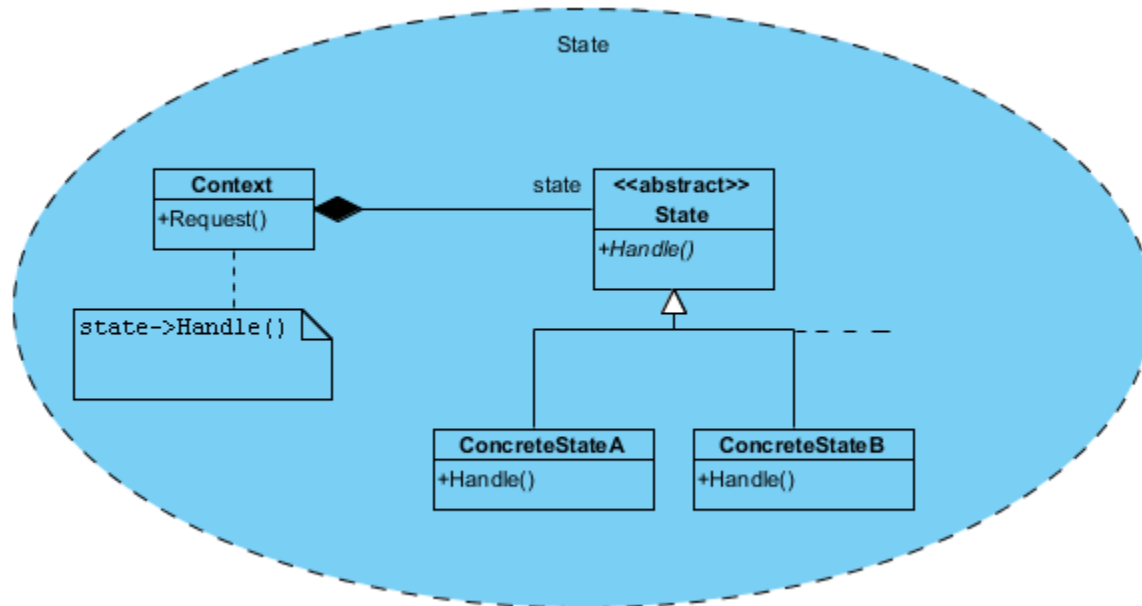 State
Context
+Request()
state
<<abstract>>
State
+Handle()
state->Handle()
ConcreteStateA
+Handle()
ConcreteStateB
+Handle()